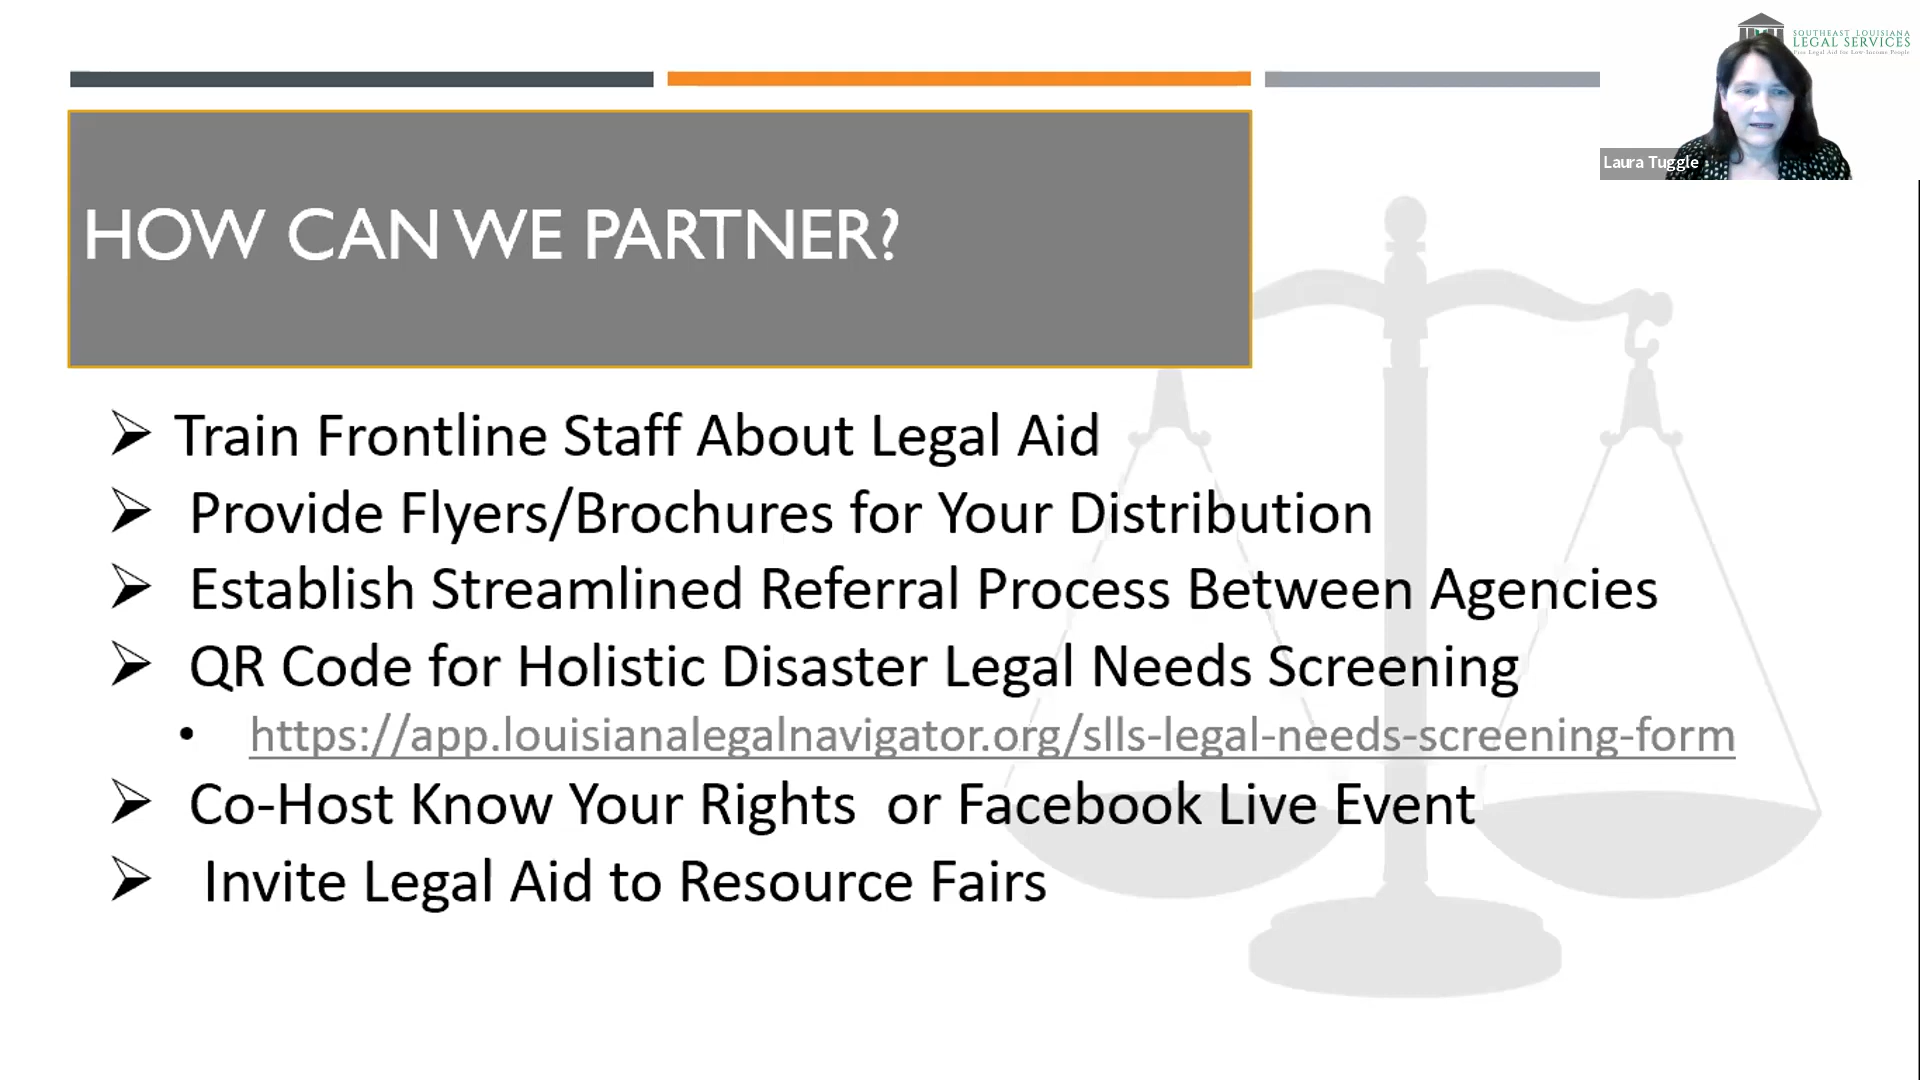 SOUTHEAST LOUISIANA
LEGAL SERVICES
Free Legal Aid for Low-Income People
Laura Tuggle
HOW CAN WE PARTNER?
Train Frontline Staff About Legal Aid
Provide Flyers/Brochures for Your Distribution
Establish Streamlined Referral Process Between Agencies
QR Code for Holistic Disaster Legal Needs Screening
https://app.louisianalegalnavigator.org/slls-legal-needs-screening-form
Co-Host Know Your Rights  or Facebook Live Event
Invite Legal Aid to Resource Fairs